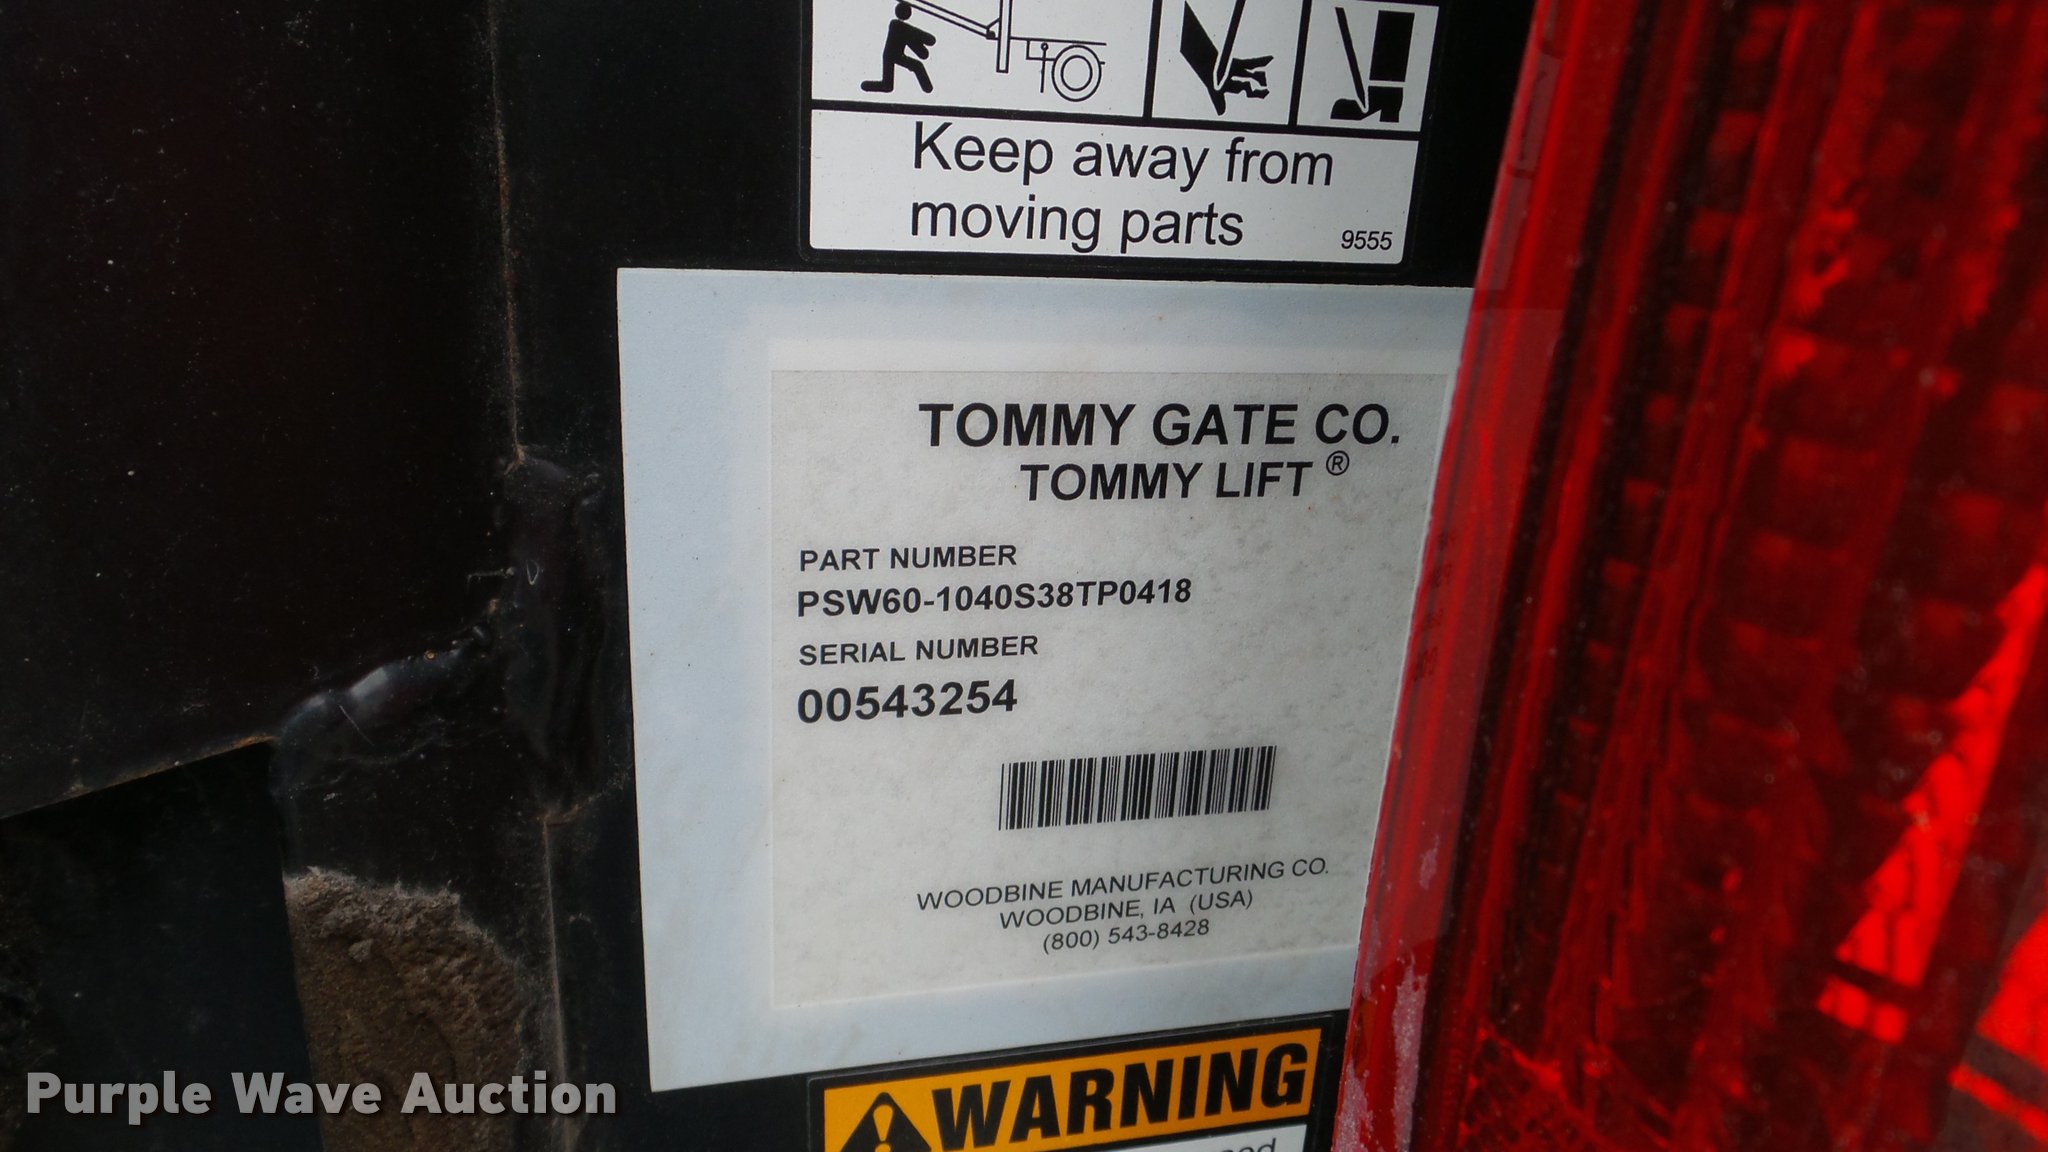 Keep away from
moving parts
9555
TOMMY GATE CO.
TOMMY LIFT ®
PART NUMBER
PSW60-1040S38TP0418
SERIAL NUMBER
00543254
WOODBINE MANUFACTURING CO.
WOODBINE, IA (USA)
(800) 543-8428
WARNING
Purple Wave Auction